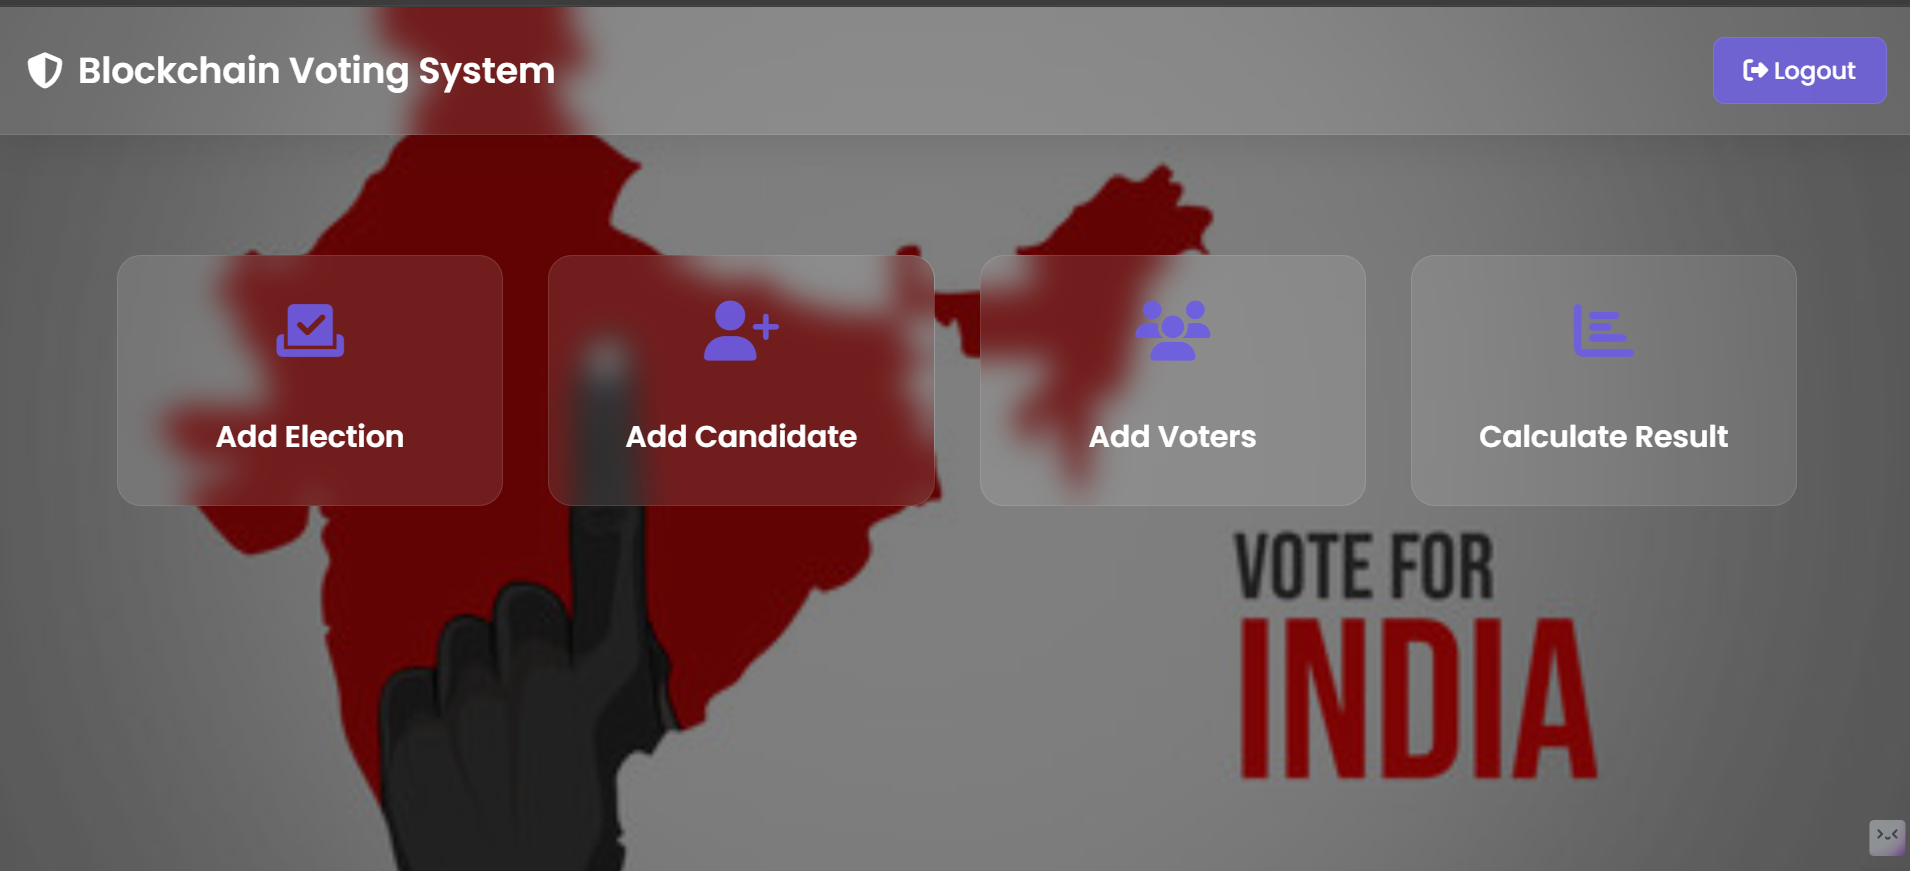 Blockchain Voting System
Logout
Add Election
Add Candidate
Add Voters
Calculate Result
VOTE FOR
INDIA